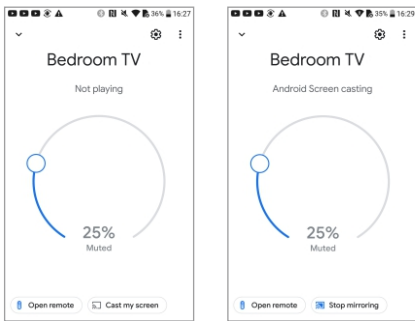 36% 16:27
Bedroom TV
Not playing
25%
Muted
Open remote
Cast my screen
35% 16:29
Bedroom TV
Android Screen casting
25%
Muted
Open remote
Stop mirroring